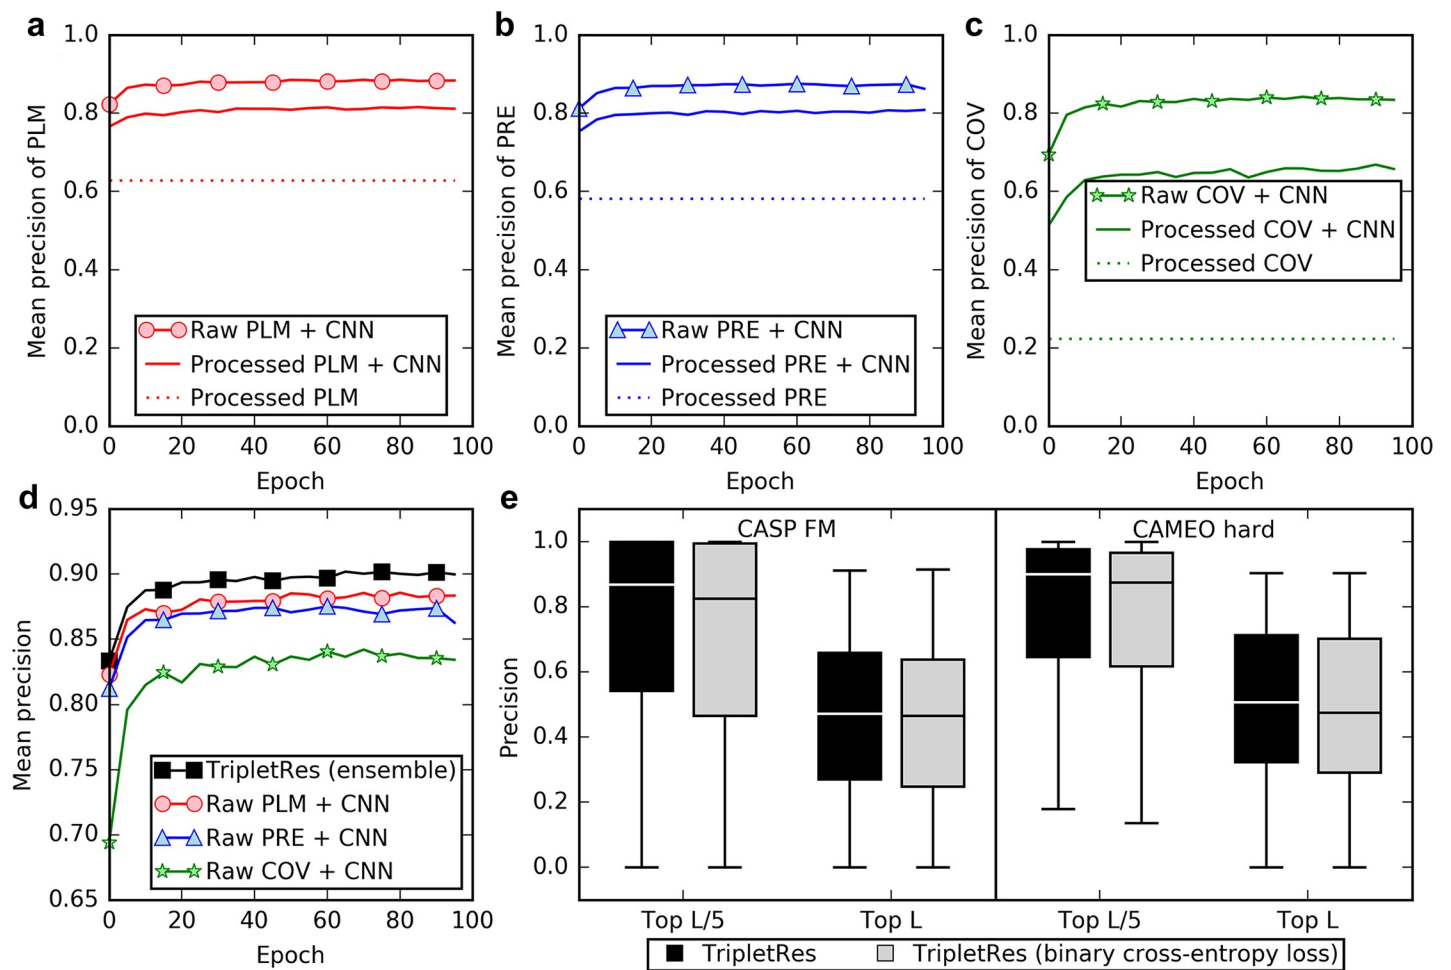 a
Mean precision of PLM
1.0
0.8
0.6
0.4
0.2
0.0
Raw PLM + CNN
Processed PLM + CNN
Processed PLM
0 20 40 60 80 100
Epoch
b
Mean precision of PRE
1.0
0.8
0.6
0.4
0.2
0.0
Raw PRE + CNN
Processed PRE + CNN
Processed PRE
0 20 40 60 80 100
Epoch
c
Mean precision of COV
1.0
0.8
0.6
0.4
0.2
0.0
Raw COV + CNN
Processed COV + CNN
Processed COV
0 20 40 60 80 100
Epoch
d
Mean precision
0.95
0.90
0.85
0.80
0.75
0.70
0.65
TripletRes (ensemble)
Raw PLM + CNN
Raw PRE + CNN
Raw COV + CNN
0 20 40 60 80 100
Epoch
e
Precision
1.0
0.8
0.6
0.4
0.2
0.0
CASP FM
CAMEO hard
Top L/5 Top L Top L/5 Top L
TripletRes TripletRes (binary cross-entropy loss)